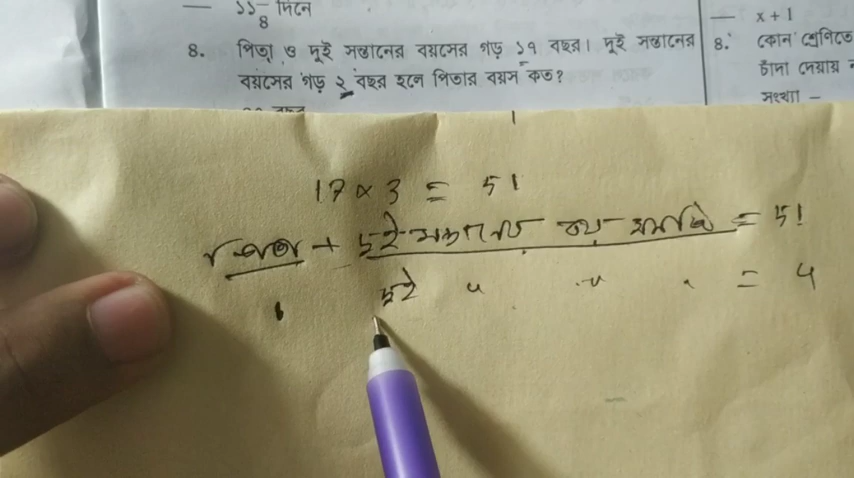 ১১ দিনে
8
— x + 1
৪. পিতা ও দুই সন্তানের বয়সের গড় ১৭ বছর। দুই সন্তানের
বয়সের গড় ২ বছর হলে পিতার বয়স কত?
৪. কোন শ্রেণিতে
চাঁদা দেয়ায়
সংখ্যা –
17 × 3 = 51
পিতা + দুই সন্তানের বয়স সমষ্টি = 51
দুই " " " = 4